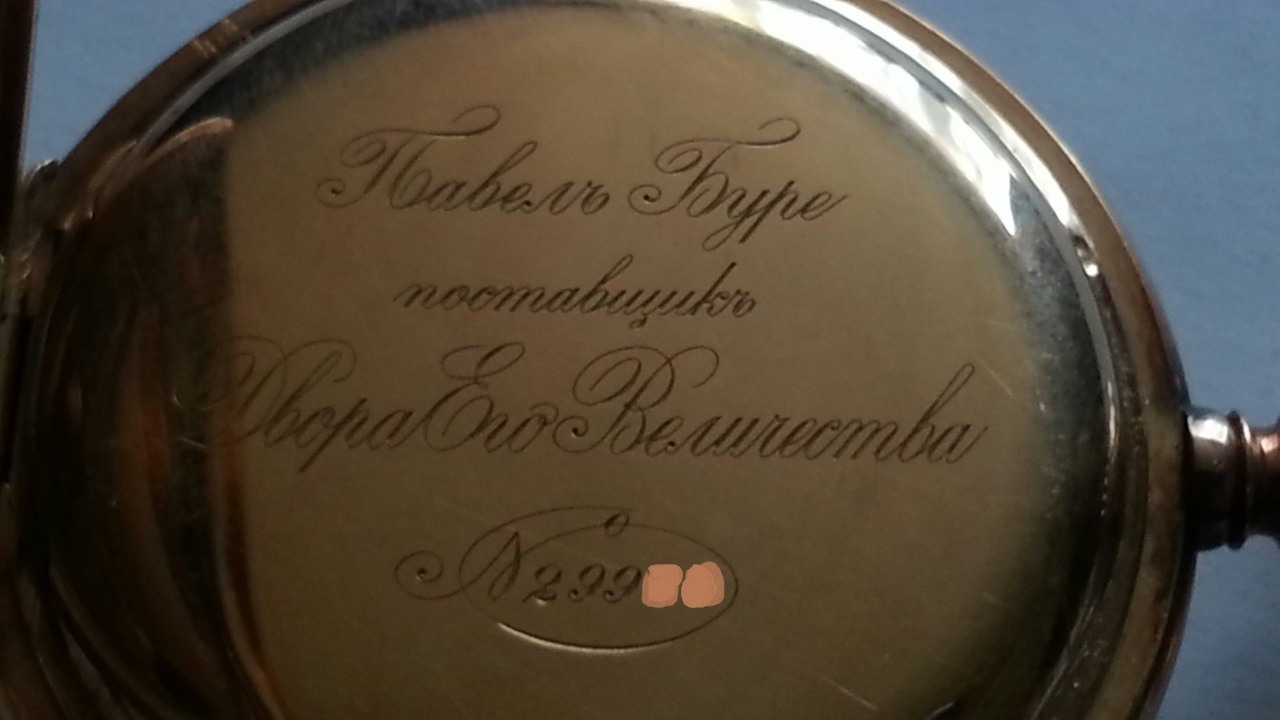 Павелъ Буре
поставщикъ
Двора Его Величества
№ 299